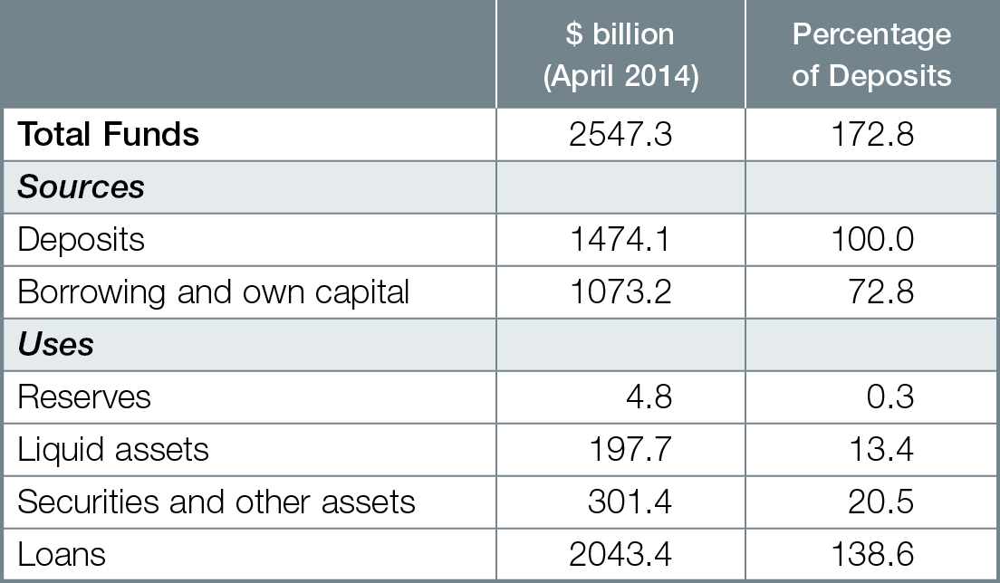 $ billion (April 2014) Percentage of Deposits
Total Funds 2547.3 172.8
Sources
Deposits 1474.1 100.0
Borrowing and own capital 1073.2 72.8
Uses
Reserves 4.8 0.3
Liquid assets 197.7 13.4
Securities and other assets 301.4 20.5
Loans 2043.4 138.6